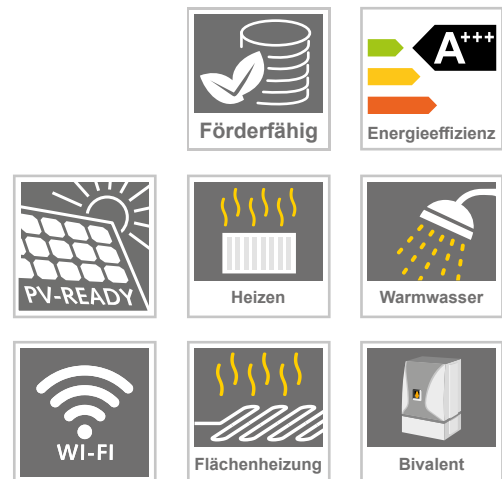 Förderfähig
A+++
Energieeffizienz
PV-READY
Heizen
Warmwasser
WI-FI
Flächenheizung
Bivalent